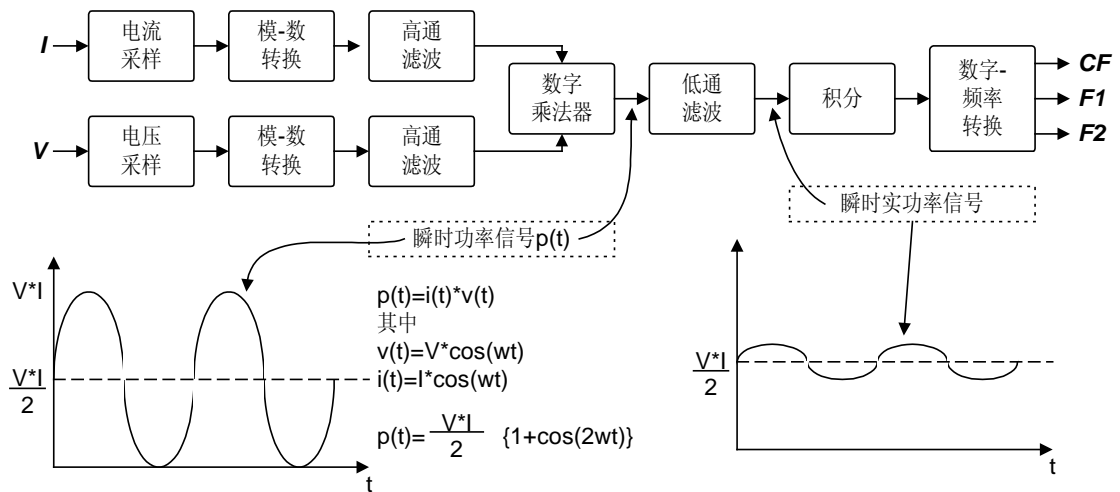 I
电流
采样
模-数
转换
高通
滤波
V
电压
采样
模-数
转换
高通
滤波
数字
乘法器
低通
滤波
积分
数字-
频率
转换
CF
F1
F2
瞬时功率信号p(t)
瞬时实功率信号
V*I
V*I
2
t
p(t)=i(t)*v(t)
其中
v(t)=V*cos(wt)
i(t)=I*cos(wt)
p(t)= V*I
2 {1+cos(2wt)}
V*I
2
t